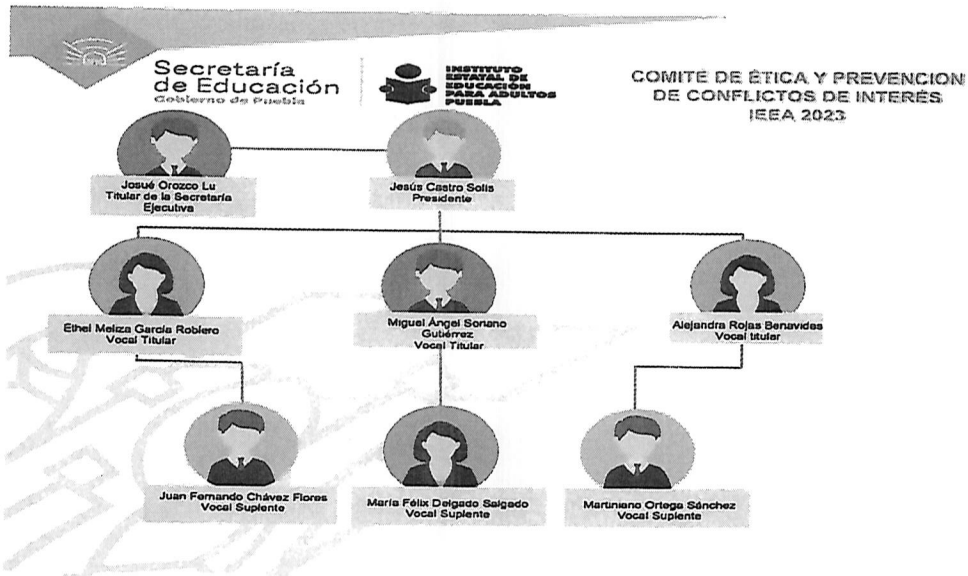 Secretaría
de Educación
Gobierno de Puebla
INSTITUTO
ESTATAL DE
EDUCACIÓN
PARA ADULTOS
PUEBLA
COMITÉ DE ÉTICA Y PREVENCION
DE CONFLICTOS DE INTERÉS
IEEA 2023
Josué Orozco Lu
Titular de la Secretaría
Ejecutiva
Jesús Castro Solis
Presidente
Ethel Meliza García Roblero
Vocal Titular
Miguel Ángel Soriano
Gutiérrez
Vocal Titular
Alejandra Rojas Benavides
Vocal titular
Juan Fernando Chávez Flores
Vocal Suplente
María Félix Delgado Salgado
Vocal Suplente
Martiniano Ortega Sánchez
Vocal Suplente